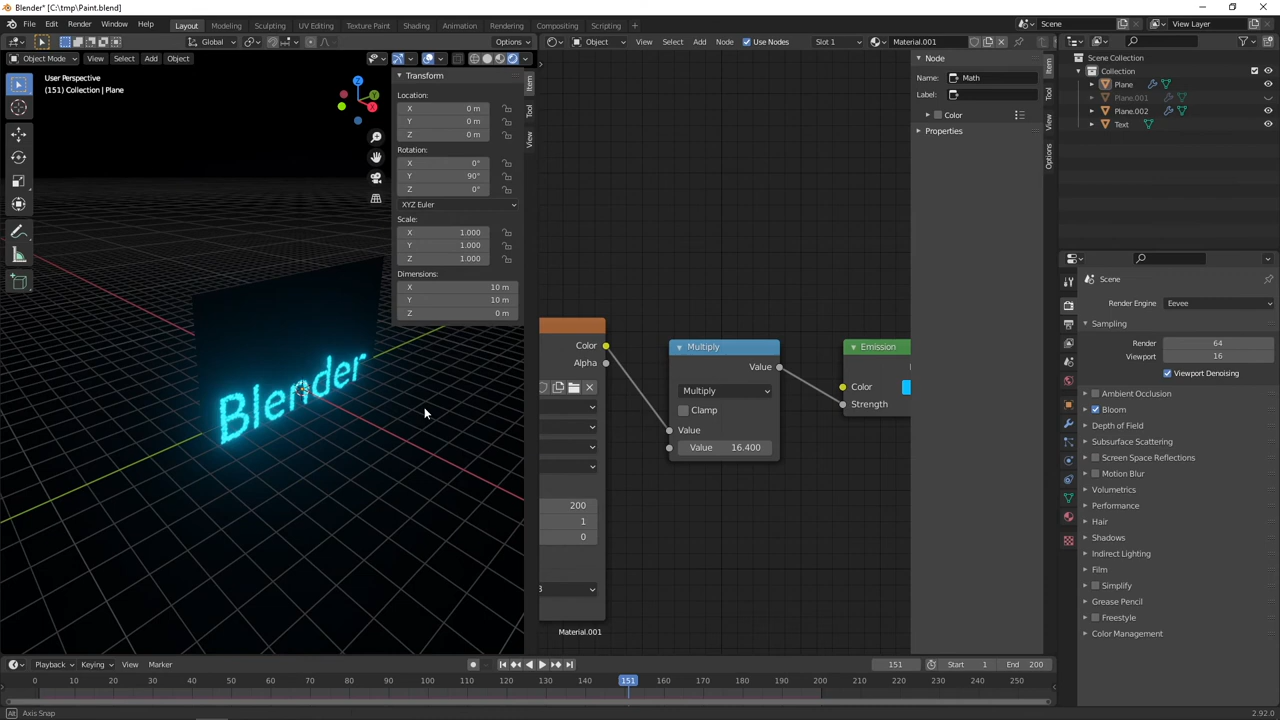 Blender* [C:\tmp\Paint.blend]
File Edit Render Window Help Layout Modeling Sculpting UV Editing Texture Paint Shading Animation Rendering Compositing Scripting + Scene View Layer
Global Options Object View Select Add Node Use Nodes Slot 1 Material.001
Object Mode View Select Add Object
User Perspective
(151) Collection | Plane
Z
Y
X
Transform
Location:
X 0 m
Y 0 m
Z 0 m
Rotation:
X 0°
Y 90°
Z 0°
XYZ Euler
Scale:
X 1.000
Y 1.000
Z 1.000
Dimensions:
X 10 m
Y 10 m
Z 0 m
Item
Tool
View
Blender
Color
Alpha
200
1
0
3
Material.001
Multiply
Value
Multiply
Clamp
Value
Value 16.400
Emission
Color
Strength
Node
Name: Math
Label:
Color
Properties
Item
Tool
View
Options
Scene Collection
Collection
Plane
Plane.001
Plane.002
Text
Scene
Render Engine Eevee
Sampling
Render 64
Viewport 16
Viewport Denoising
Ambient Occlusion
Bloom
Depth of Field
Subsurface Scattering
Screen Space Reflections
Motion Blur
Volumetrics
Performance
Hair
Shadows
Indirect Lighting
Film
Simplify
Grease Pencil
Freestyle
Color Management
Playback Keying View Marker 151 Start 1 End 200
0 10 20 30 40 50 60 70 80 90 100 110 120 130 140 151 160 170 180 190 200 210 220 230 240 250
Alt Axis Snap 2.92.0